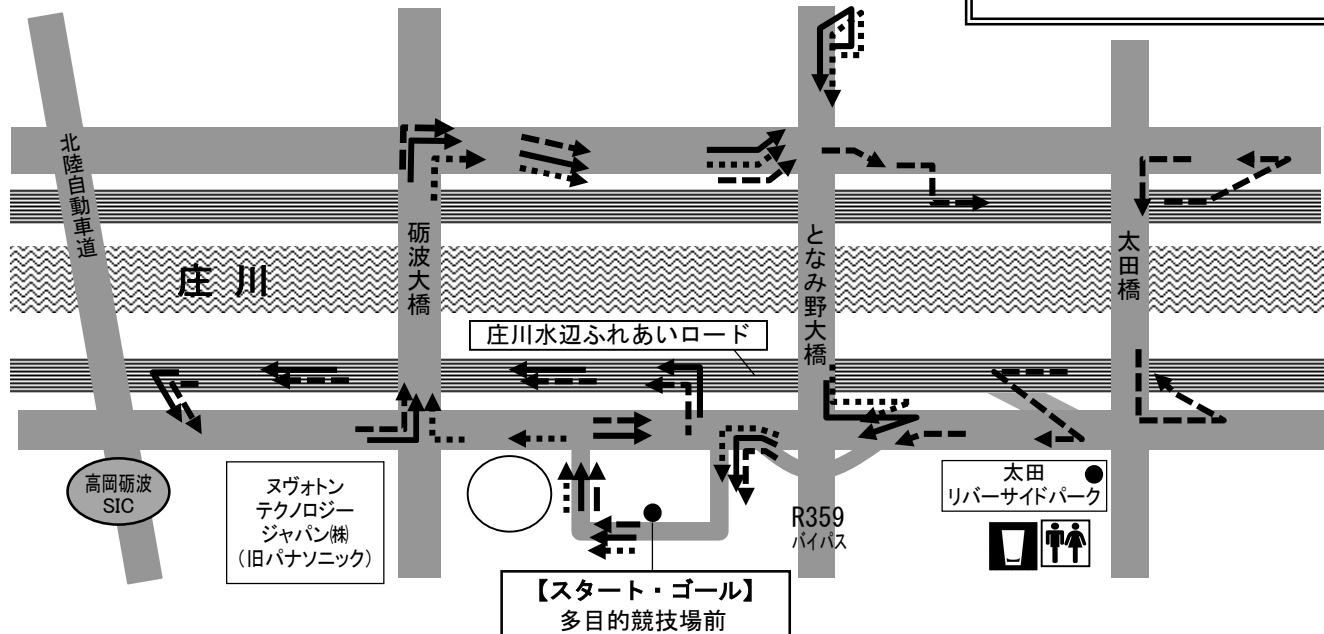 北陸自動車道
砺波大橋
となみ野大橋
太田橋
庄川
庄川水辺ふれあいロード
高岡砺波
SIC
ヌヴォトン
テクノロジー
ジャパン㈱
(旧パナソニック)
R359
バイパス
太田
リバーサイドパーク
【スタート・ゴール】
多目的競技場前